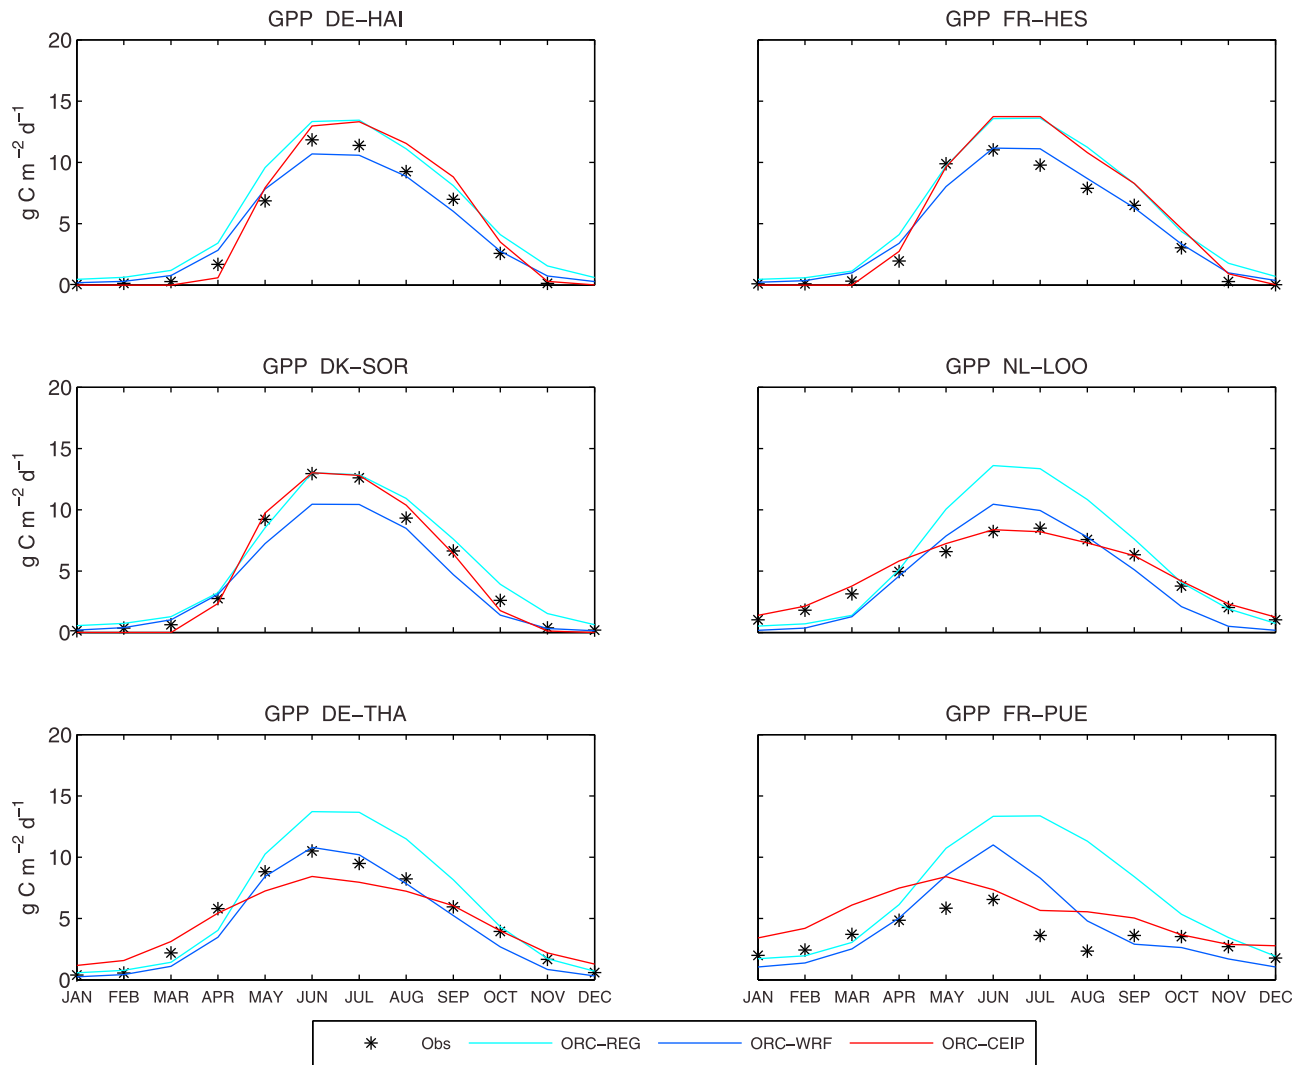 GPP DE−HAI
GPP FR−HES
20
15
10
5
0
g C m−2 d−1
GPP DK−SOR
GPP NL−LOO
20
15
10
5
0
g C m−2 d−1
GPP DE−THA
GPP FR−PUE
20
15
10
5
0
g C m−2 d−1
JAN FEB MAR APR MAY JUN JUL AUG SEP OCT NOV DEC
JAN FEB MAR APR MAY JUN JUL AUG SEP OCT NOV DEC
Obs ORC−REG ORC−WRF ORC−CEIP